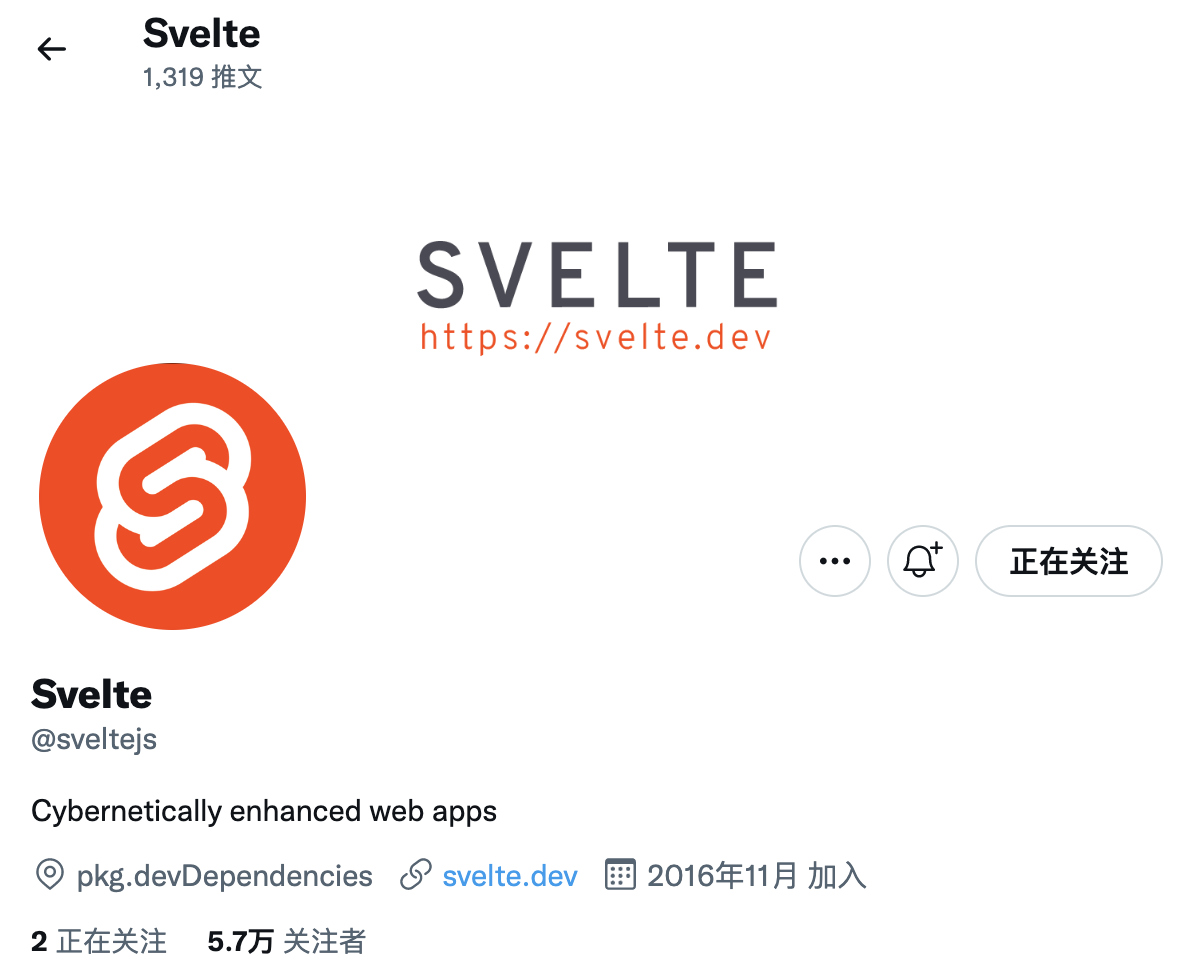 Svelte
1,319 推文
SVELTE
https://svelte.dev
正在关注
Svelte
@sveltejs
Cybernetically enhanced web apps
pkg.devDependencies svelte.dev 2016年11月 加入
2 正在关注 5.7万 关注者